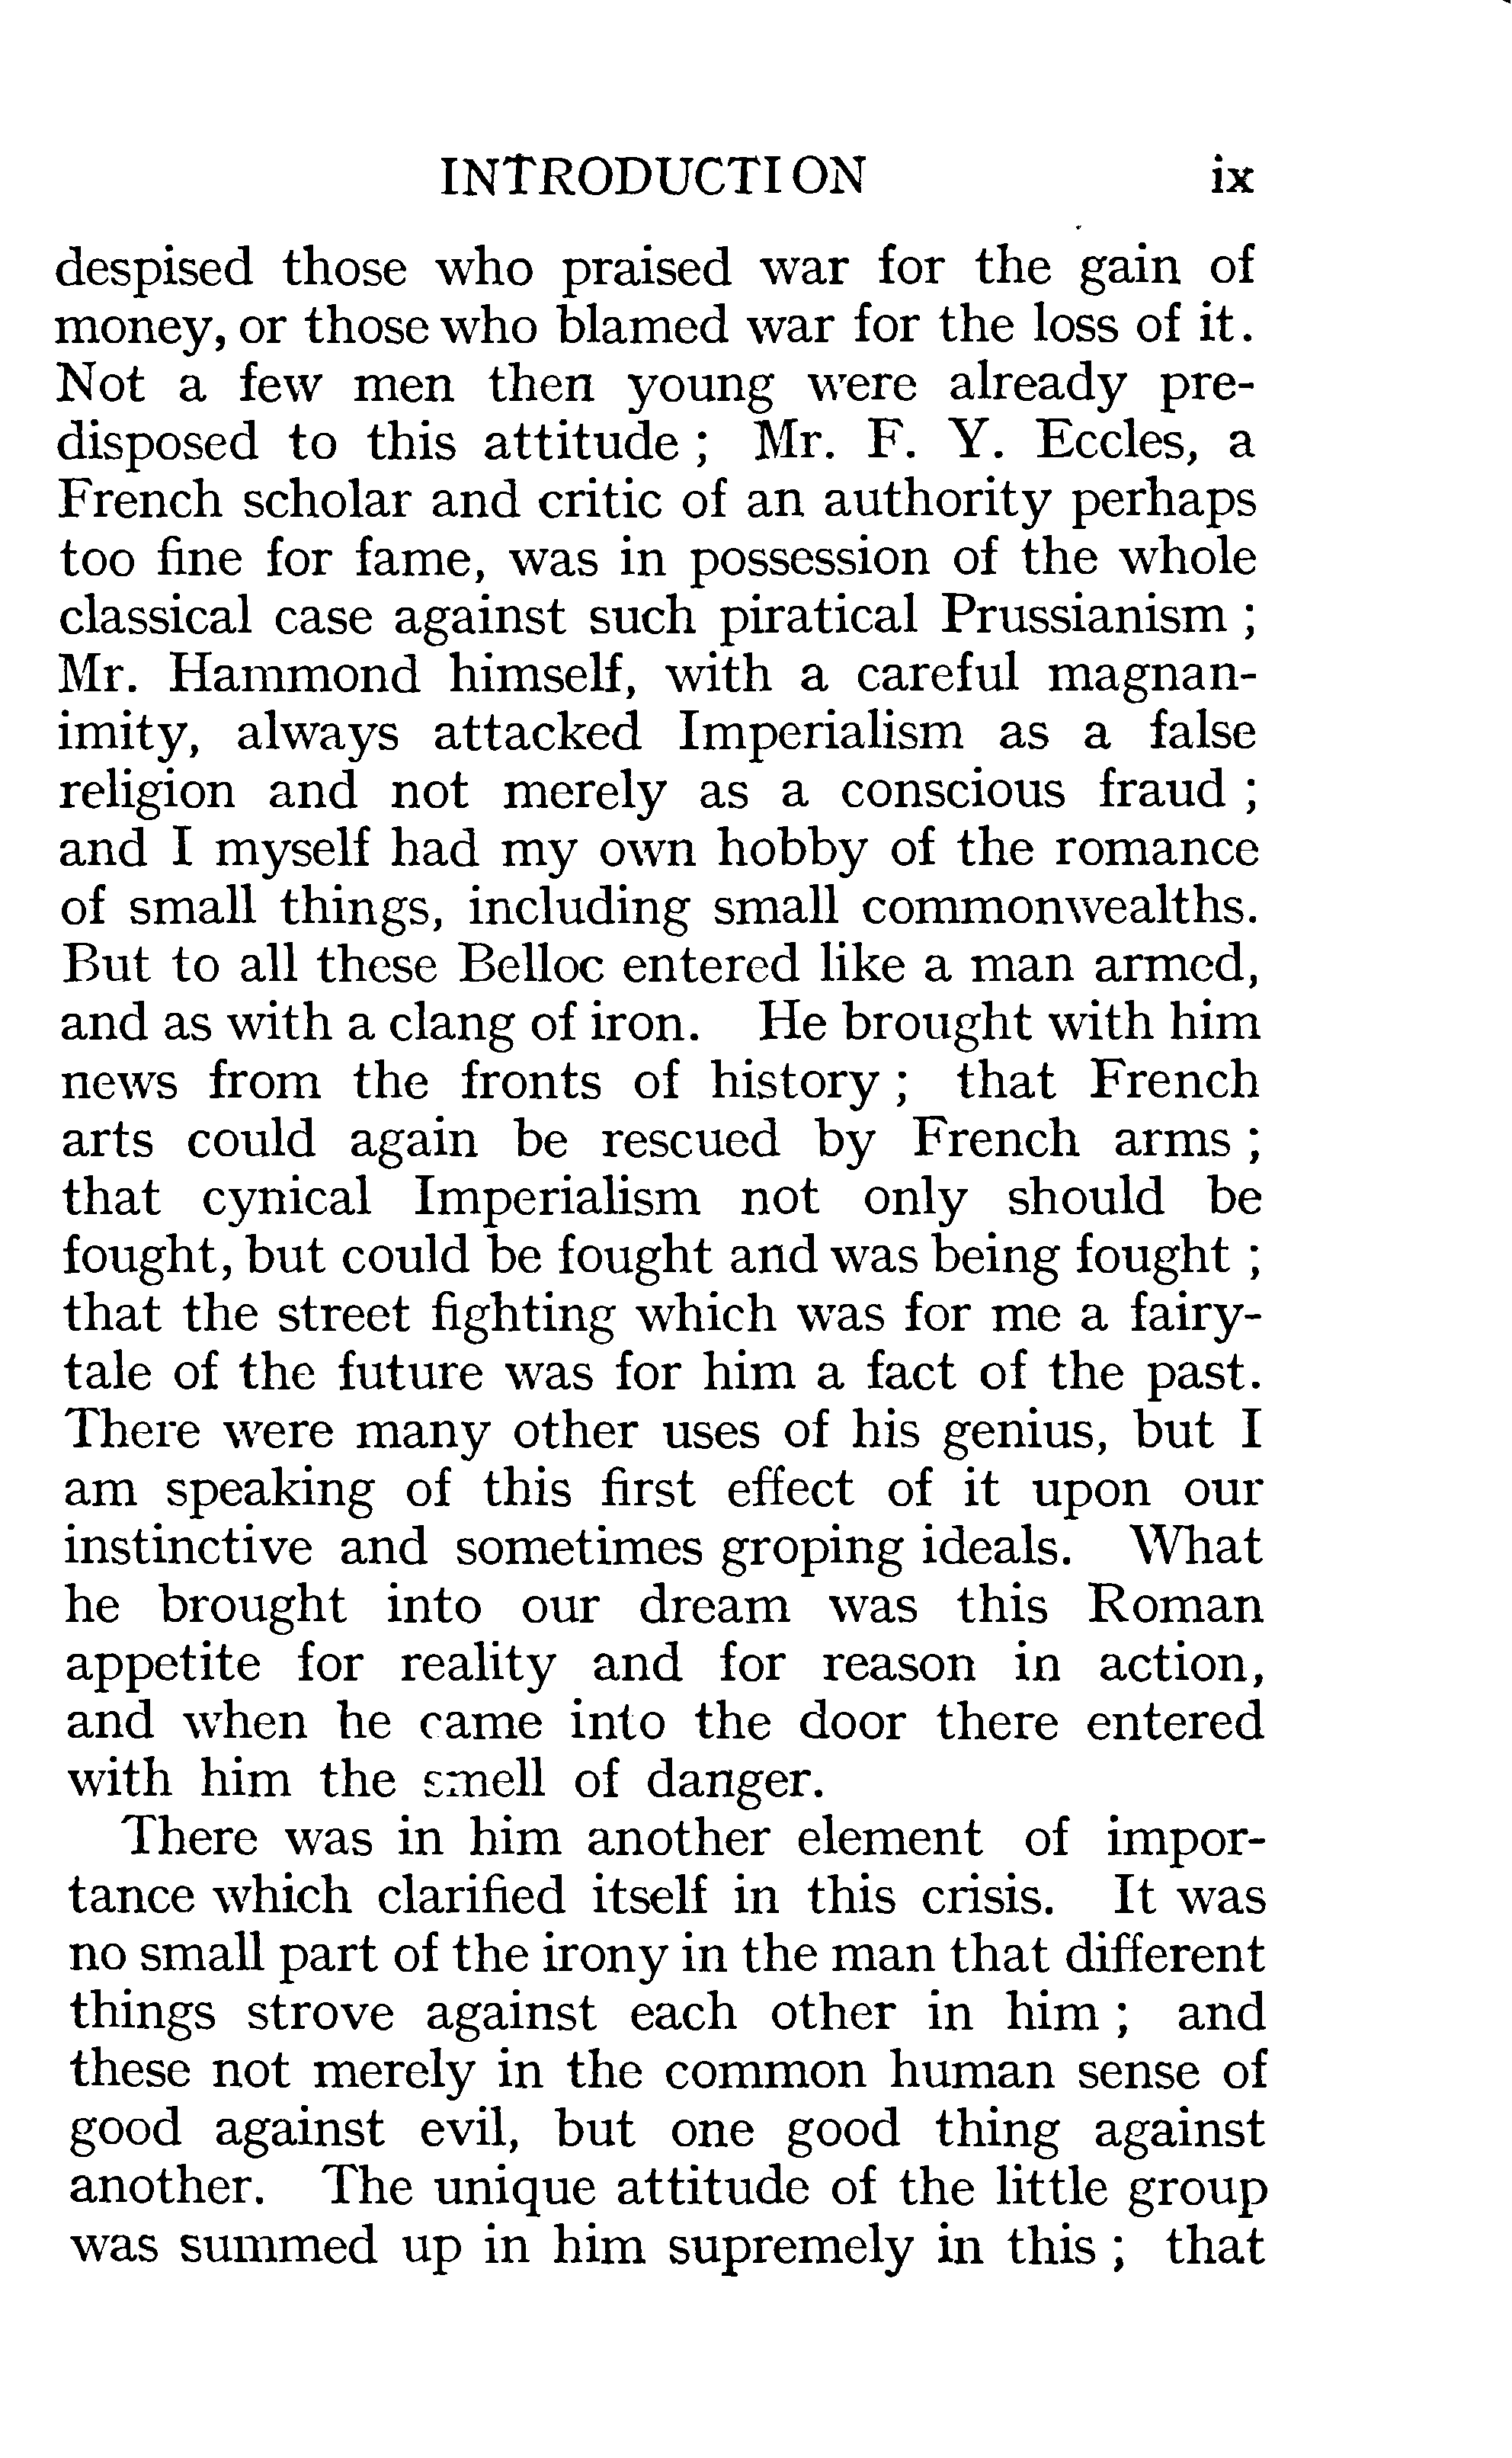 INTRODUCTION ix
despised those who praised war for the gain of
money, or those who blamed war for the loss of it.
Not a few men then young were already pre-
disposed to this attitude ; Mr. F. Y. Eccles, a
French scholar and critic of an authority perhaps
too fine for fame, was in possession of the whole
classical case against such piratical Prussianism ;
Mr. Hammond himself, with a careful magnan-
imity, always attacked Imperialism as a false
religion and not merely as a conscious fraud ;
and I myself had my own hobby of the romance
of small things, including small commonwealths.
But to all these Belloc entered like a man armed,
and as with a clang of iron. He brought with him
news from the fronts of history ; that French
arts could again be rescued by French arms ;
that cynical Imperialism not only should be
fought, but could be fought and was being fought ;
that the street fighting which was for me a fairy-
tale of the future was for him a fact of the past.
There were many other uses of his genius, but I
am speaking of this first effect of it upon our
instinctive and sometimes groping ideals. What
he brought into our dream was this Roman
appetite for reality and for reason in action,
and when he came into the door there entered
with him the smell of danger.
There was in him another element of impor-
tance which clarified itself in this crisis. It was
no small part of the irony in the man that different
things strove against each other in him ; and
these not merely in the common human sense of
good against evil, but one good thing against
another. The unique attitude of the little group
was summed up in him supremely in this ; that